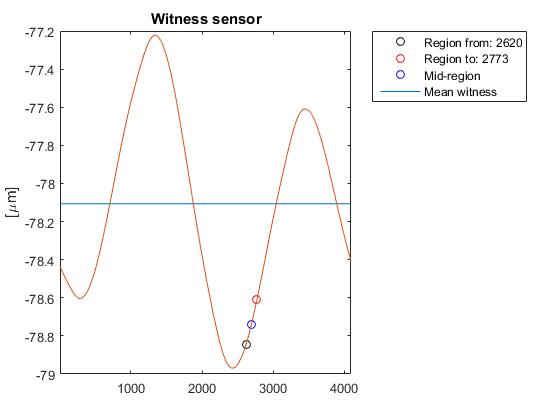 Witness sensor
-77.2
-77.4
-77.6
-77.8
-78
-78.2
-78.4
-78.6
-78.8
-79
[μm]
1000 2000 3000 4000
Region from: 2620
Region to: 2773
Mid-region
Mean witness